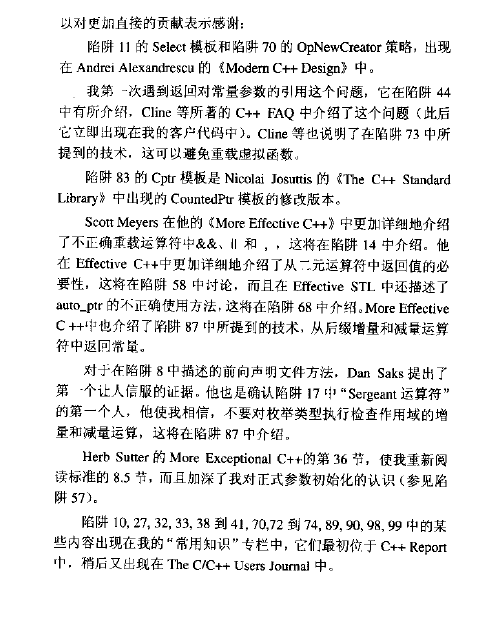 以对更加直接的贡献表示感谢：
陷阱 11 的 Select 模板和陷阱 70 的 OpNewCreator 策略，出现
在 Andrei Alexandrescu 的《Modern C++ Design》中。
我第一次遇到返回对常量参数的引用这个问题，它在陷阱 44
中有所介绍，Cline 等所著的 C++ FAQ 中介绍了这个问题（此后
它立即出现在我的客户代码中）。Cline 等也说明了在陷阱 73 中所
提到的技术，这可以避免重载虚拟函数。
陷阱 83 的 Cptr 模板是 Nicolai Josuttis 的《The C++ Standard
Library》中出现的 CountedPtr 模板的修改版本。
Scott Meyers 在他的《More Effective C++》中更加详细地介绍
了不正确重载运算符中&&、|| 和 , ，这将在陷阱 14 中介绍。他
在 Effective C++中更加详细地介绍了从二元运算符中返回值的必
要性，这将在陷阱 58 中讨论，而且在 Effective STL 中还描述了
auto_ptr 的不正确使用方法，这将在陷阱 68 中介绍。More Effective
C ++中也介绍了陷阱 87 中所提到的技术，从后缀增量和减量运算
符中返回常量。
对于在陷阱 8 中描述的前向声明文件方法，Dan Saks 提出了
第一个让人信服的证据。他也是确认陷阱 17 中“Sergeant 运算符”
的第一个人，他使我相信，不要对枚举类型执行检查作用域的增
量和减量运算，这将在陷阱 87 中介绍。
Herb Sutter 的 More Exceptional C++的第 36 节，使我重新阅
读标准的 8.5 节，而且加深了我对正式参数初始化的认识（参见陷
阱 57）。
陷阱 10, 27, 32, 33, 38 到 41, 70,72 到 74, 89, 90, 98, 99 中的某
些内容出现在我的“常用知识”专栏中，它们最初位于 C++ Report
中，稍后又出现在 The C/C++ Users Journal 中。